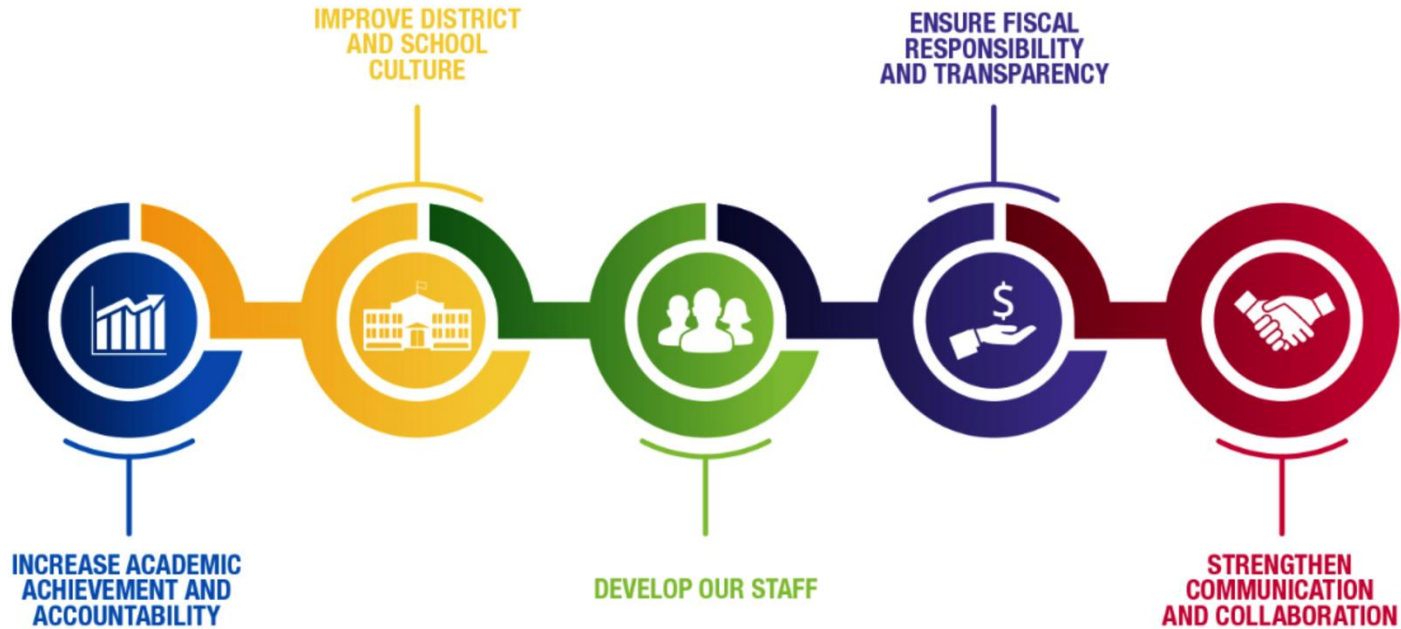 IMPROVE DISTRICT
AND SCHOOL
CULTURE
ENSURE FISCAL
RESPONSIBILITY
AND TRANSPARENCY
$
INCREASE ACADEMIC
ACHIEVEMENT AND
ACCOUNTABILITY
DEVELOP OUR STAFF
STRENGTHEN
COMMUNICATION
AND COLLABORATION